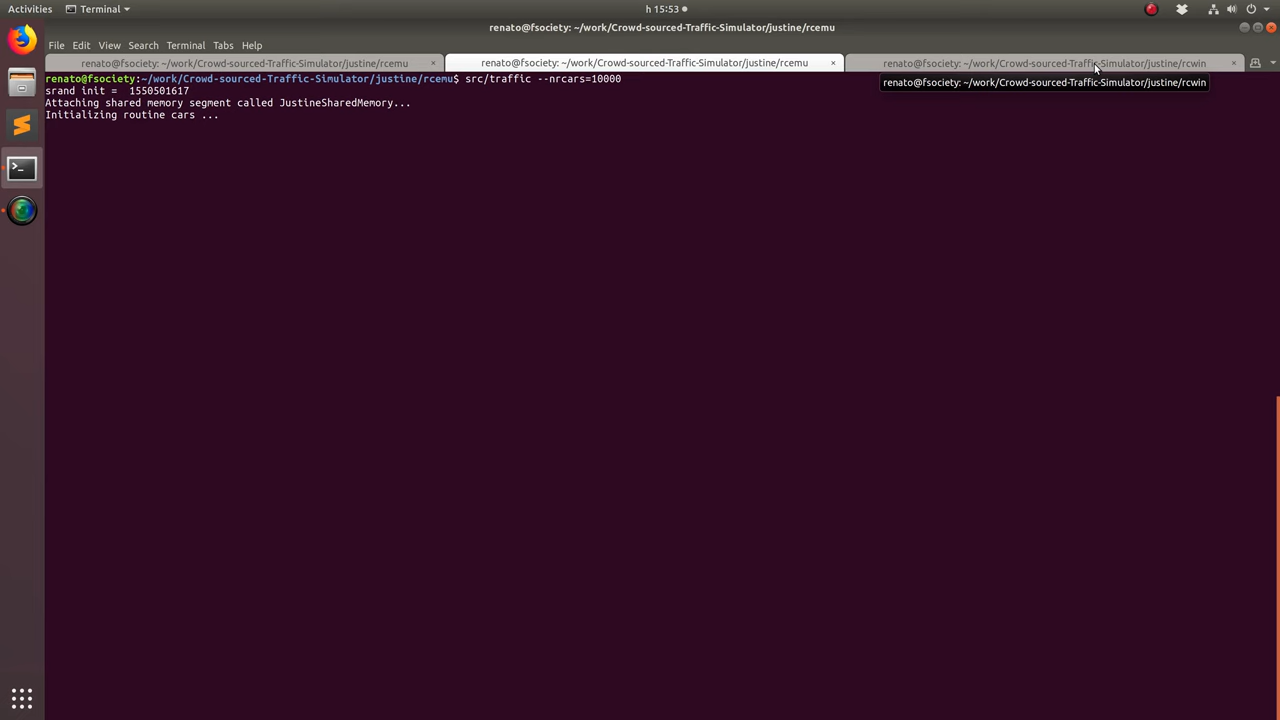 Activities
Terminal
h 15:53
renato@fsociety: ~/work/Crowd-sourced-Traffic-Simulator/justine/rcemu
File Edit View Search Terminal Tabs Help
renato@fsociety: ~/work/Crowd-sourced-Traffic-Simulator/justine/rcemu
renato@fsociety: ~/work/Crowd-sourced-Traffic-Simulator/justine/rcemu
renato@fsociety: ~/work/Crowd-sourced-Traffic-Simulator/justine/rcwin
renato@fsociety: ~/work/Crowd-sourced-Traffic-Simulator/justine/rcwin
renato@fsociety:~/work/Crowd-sourced-Traffic-Simulator/justine/rcemu$ src/traffic --nrcars=10000
srand init =  1550501617
Attaching shared memory segment called JustineSharedMemory...
Initializing routine cars ...